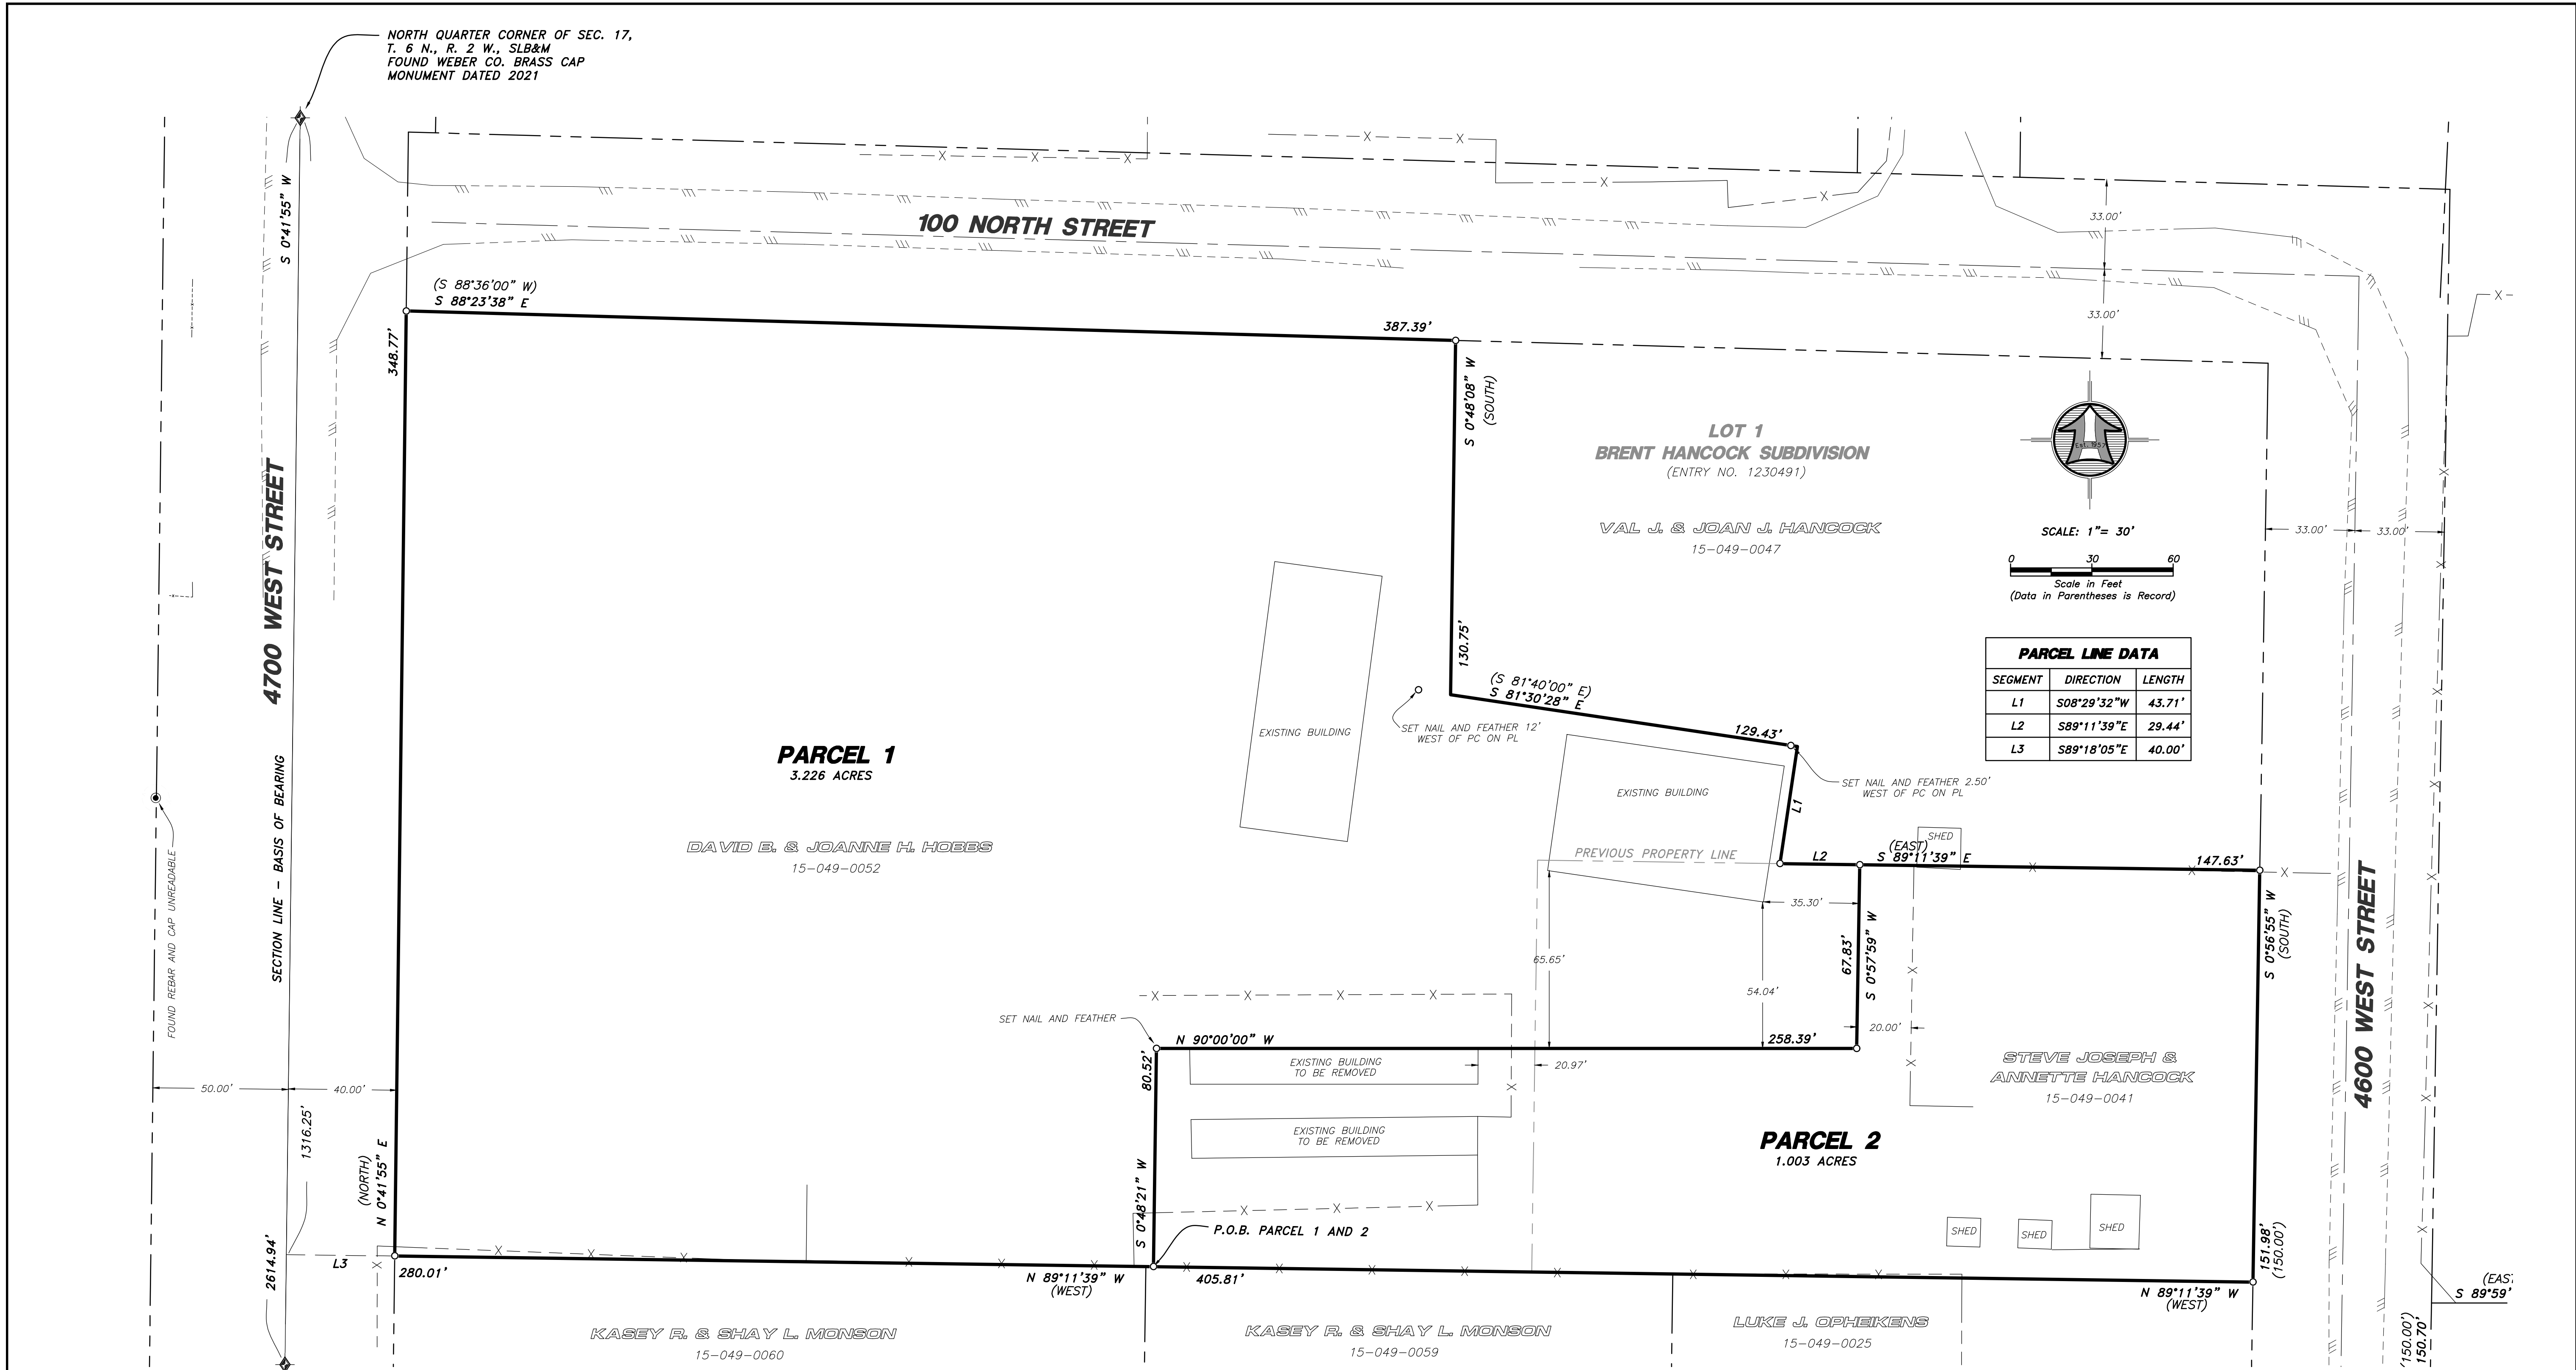 NORTH QUARTER CORNER OF SEC. 17,
T. 6 N., R. 2 W., SLB&M
FOUND WEBER CO. BRASS CAP
MONUMENT DATED 2021
S 0°41'55" W
100 NORTH STREET
33.00'
33.00'
(S 88°36'00" W)
S 88°23'38" E
387.39'
348.77'
S 0°48'08" W
(SOUTH)
130.75'
LOT 1
BRENT HANCOCK SUBDIVISION
(ENTRY NO. 1230491)
VAL J. & JOAN J. HANCOCK
15-049-0047
Est. 1957
SCALE: 1"= 30'
0 30 60
Scale in Feet
(Data in Parentheses is Record)
33.00' 33.00'
PARCEL LINE DATA
SEGMENT DIRECTION LENGTH
L1 S08°29'32"W 43.71'
L2 S89°11'39"E 29.44'
L3 S89°18'05"E 40.00'
4700 WEST STREET
SECTION LINE - BASIS OF BEARING
FOUND REBAR AND CAP UNREADABLE
PARCEL 1
3.226 ACRES
DAVID B. & JOANNE H. HOBBS
15-049-0052
EXISTING BUILDING
SET NAIL AND FEATHER 12'
WEST OF PC ON PL
(S 81°40'00" E)
S 81°30'28" E
129.43'
SET NAIL AND FEATHER 2.50'
WEST OF PC ON PL
EXISTING BUILDING
PREVIOUS PROPERTY LINE
L1
L2
SHED
(EAST)
S 89°11'39" E
147.63'
35.30'
65.65'
54.04'
67.83'
S 0°57'59" W
20.00'
S 0°56'55" W
(SOUTH)
4600 WEST STREET
STEVE JOSEPH &
ANNETTE HANCOCK
15-049-0041
SET NAIL AND FEATHER
N 90°00'00" W
258.39'
80.52'
S 0°48'21" W
EXISTING BUILDING
TO BE REMOVED
20.97'
EXISTING BUILDING
TO BE REMOVED
PARCEL 2
1.003 ACRES
SHED
SHED
SHED
50.00'
40.00'
1316.25'
(NORTH)
N 0°41'55" E
2614.94'
L3
280.01'
N 89°11'39" W
(WEST)
P.O.B. PARCEL 1 AND 2
405.81'
N 89°11'39" W
(WEST)
151.98'
(150.00')
S 89°59'
(150.00')
150.70'
KASEY R. & SHAY L. MONSON
15-049-0060
KASEY R. & SHAY L. MONSON
15-049-0059
LUKE J. OPHEIKENS
15-049-0025